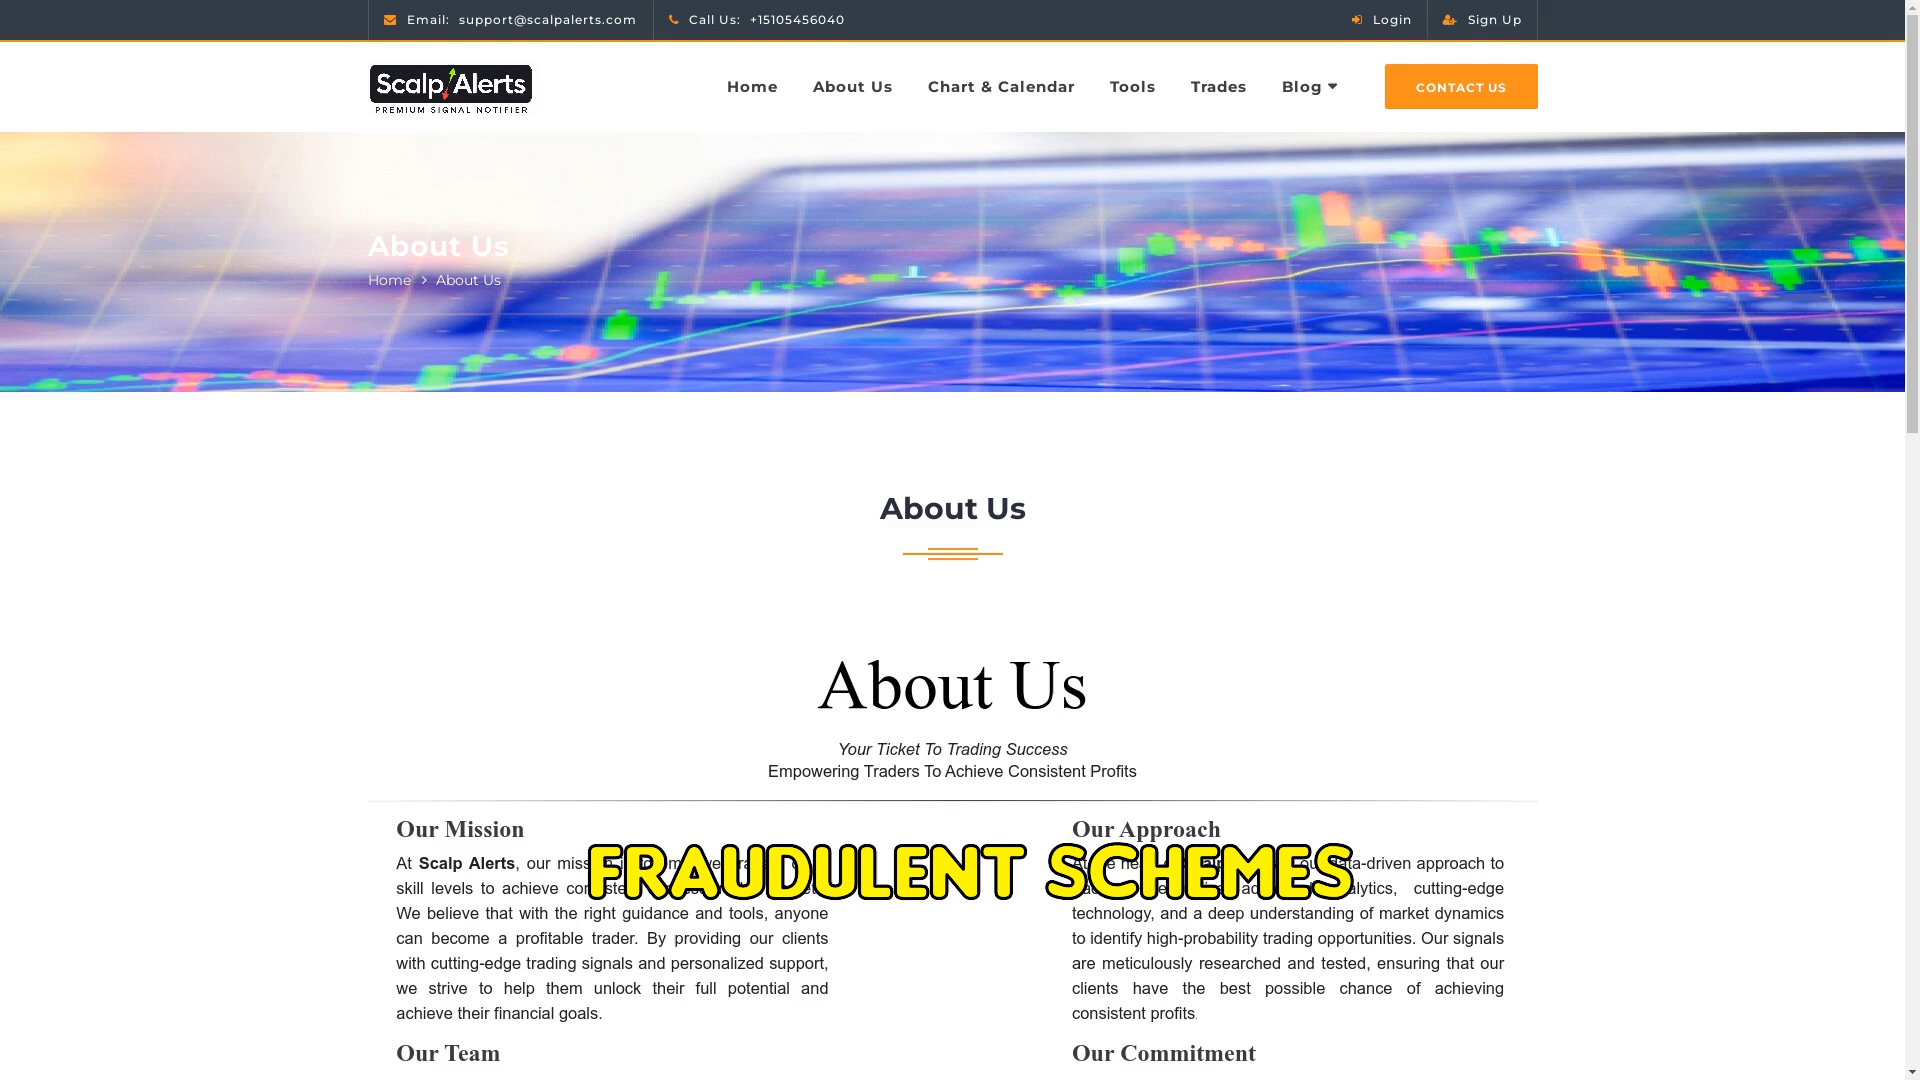 Email: support@scalpalerts.com
Call Us: +15105456040
Login
Sign Up
Scalp Alerts
PREMIUM SIGNAL NOTIFIER
Home
About Us
Chart & Calendar
Tools
Trades
Blog
CONTACT US
About Us
Home > About Us
About Us
About Us
Your Ticket To Trading Success
Empowering Traders To Achieve Consistent Profits
Our Mission
At Scalp Alerts, our
skill levels to achieve
We believe that with the right guidance and tools, anyone
can become a profitable trader. By providing our clients
with cutting-edge trading signals and personalized support,
we strive to help them unlock their full potential and
achieve their financial goals.
Our Team
Our Approach
data-driven approach to
cutting-edge
technology, and a deep understanding of market dynamics
to identify high-probability trading opportunities. Our signals
are meticulously researched and tested, ensuring that our
clients have the best possible chance of achieving
consistent profits.
Our Commitment
FRAUDULENT SCHEMES